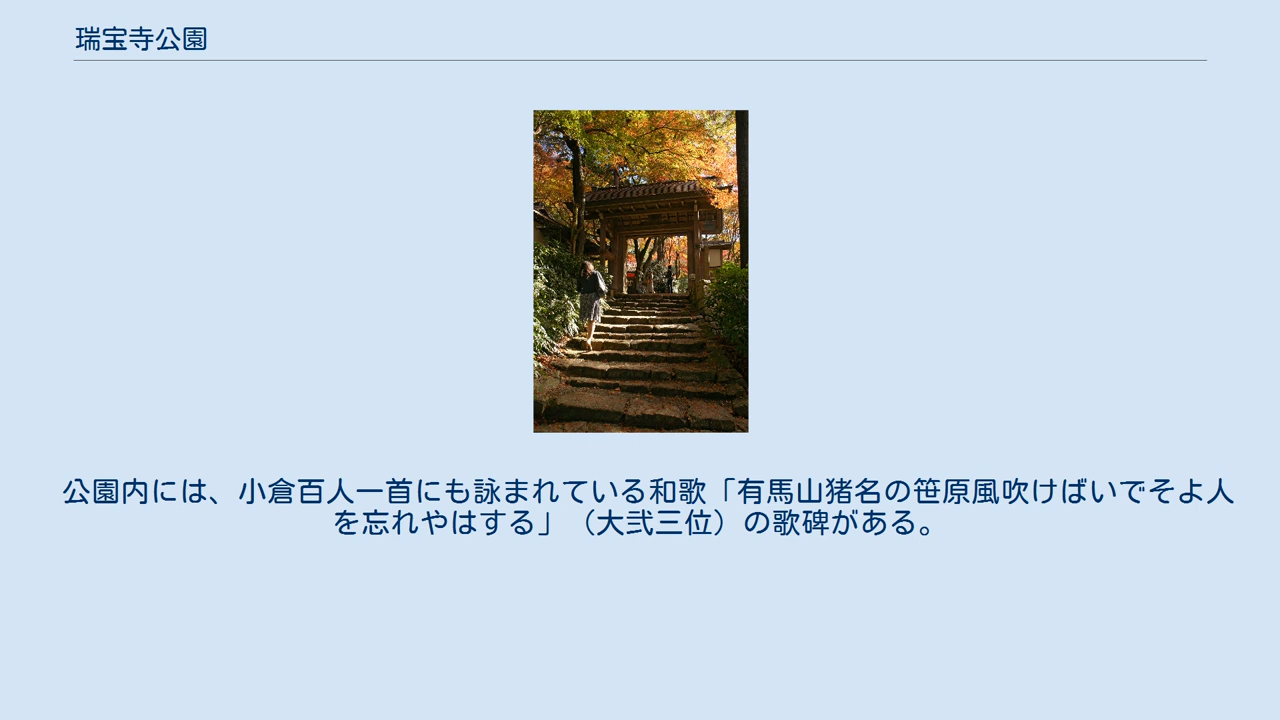 瑞宝寺公園
公園内には、小倉百人一首にも詠まれている和歌「有馬山猪名の笹原風吹けばいでそよ人
を忘れやはする」（大弐三位）の歌碑がある。